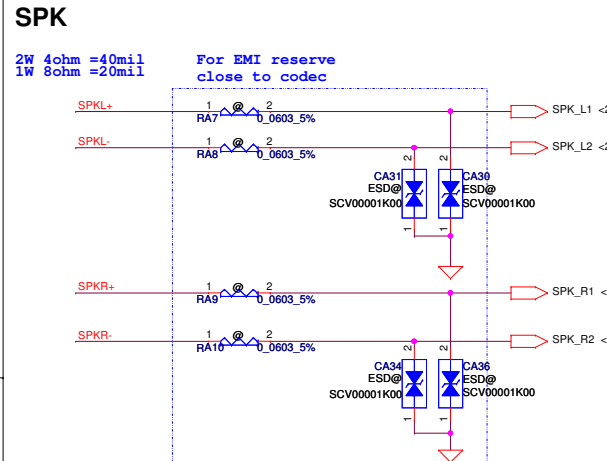 SPK
2W 4ohm =40mil
1W 8ohm =20mil
For EMI reserve
close to codec
SPKL+
1 @ 2
RA7 0_0603_5%
SPK_L1 <2
SPKL-
1 @ 2
RA8 0_0603_5%
SPK_L2 <2
2 2
CA31
ESD@
SCV00001K00
CA30
ESD@
SCV00001K00
1 1
SPKR+
1 @ 2
RA9 0_0603_5%
SPK_R1 <
SPKR-
1 @ 2
RA10 0_0603_5%
SPK_R2 <
2 2
CA34
ESD@
SCV00001K00
CA36
ESD@
SCV00001K00
1 1